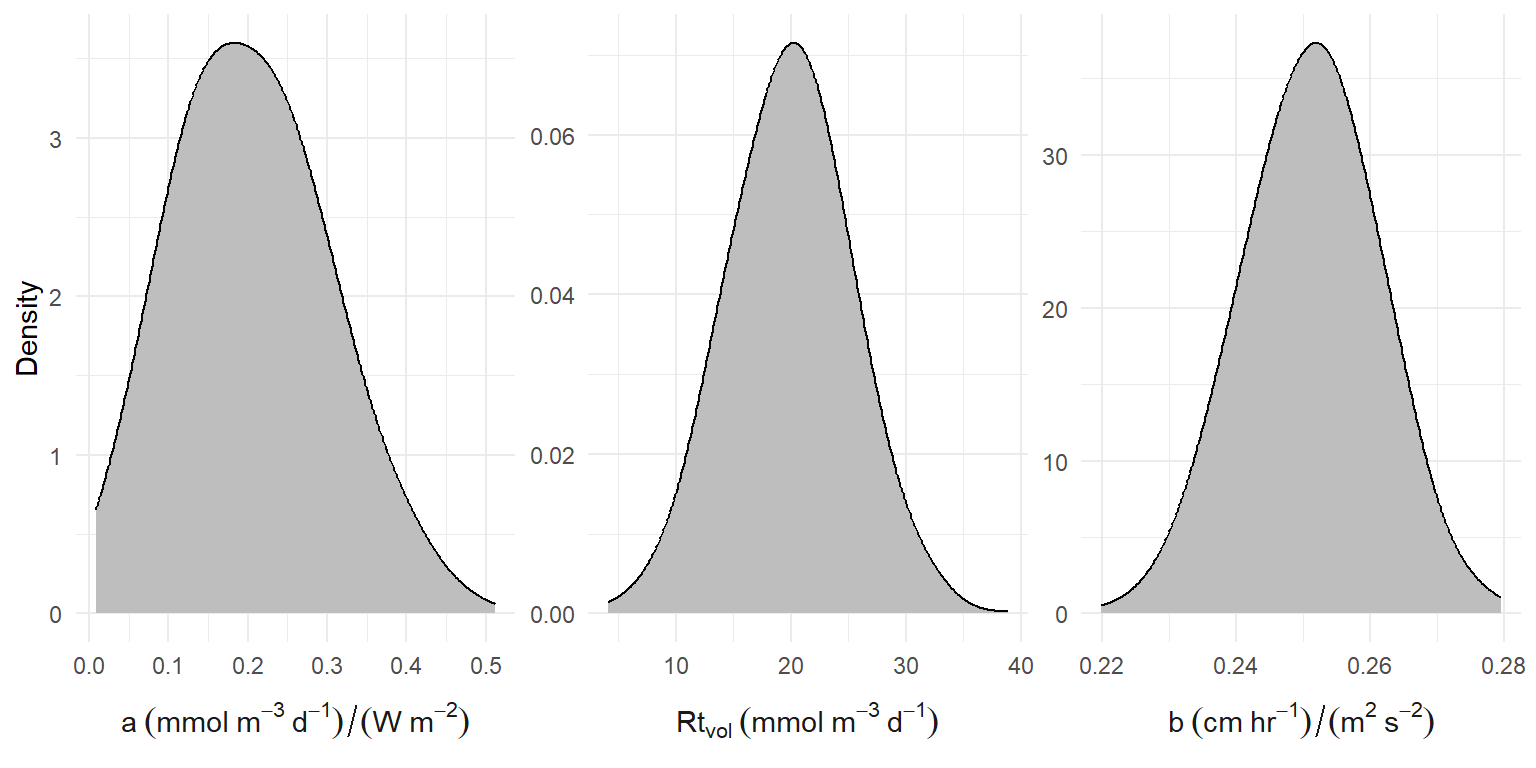 Density
3
2
1
0
0.0 0.1 0.2 0.3 0.4 0.5
a (mmol m⁻³ d⁻¹)/(W m⁻²)
0.06
0.04
0.02
0.00
10 20 30 40
Rtᵥₒₗ (mmol m⁻³ d⁻¹)
30
20
10
0
0.22 0.24 0.26 0.28
b (cm hr⁻¹)/(m² s⁻²)